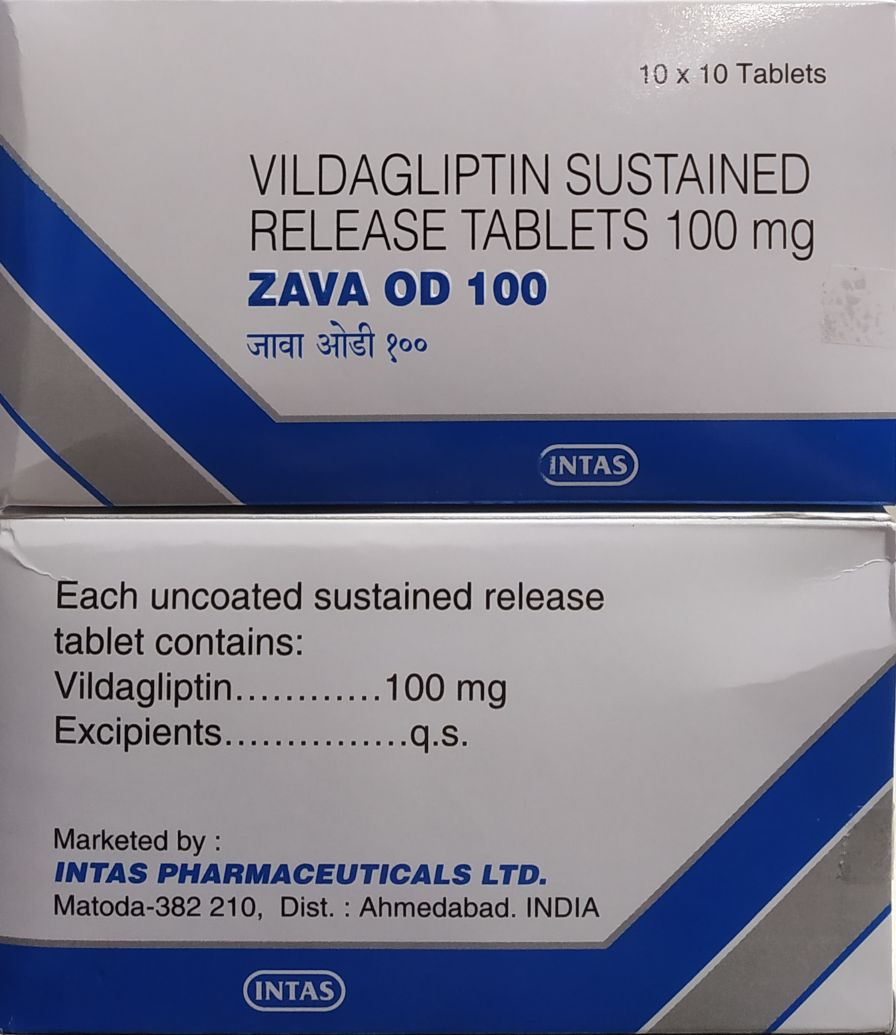 10 x 10 Tablets
VILDAGLIPTIN SUSTAINED
RELEASE TABLETS 100 mg
ZAVA OD 100
जावा ओडी १००
INTAS
Each uncoated sustained release
tablet contains:
Vildagliptin............100 mg
Excipients...............q.s.
Marketed by :
INTAS PHARMACEUTICALS LTD.
Matoda-382 210, Dist. : Ahmedabad. INDIA
INTAS